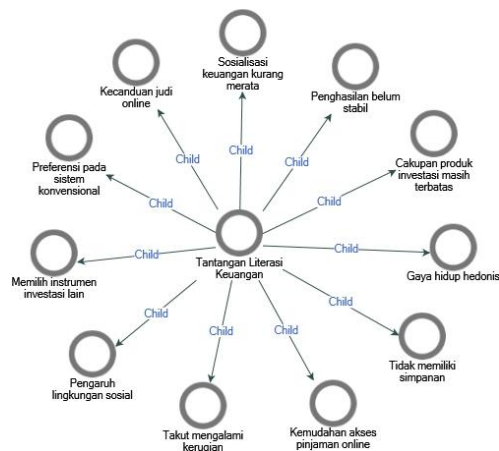 Sosialisasi
keuangan kurang
merata
Kecanduan judi
online
Penghasilan belum
stabil
Child
Child
Child
Preferensi pada
sistem
konvensional
Child
Cakupan produk
investasi masih
terbatas
Child
Tantangan Literasi
Keuangan
Memilih instrumen
investasi lain
Child
Child
Gaya hidup hedonis
Child
Child
Child
Child
Pengaruh
lingkungan sosial
Tidak memiliki
simpanan
Takut mengalami
kerugian
Kemudahan akses
pinjaman online